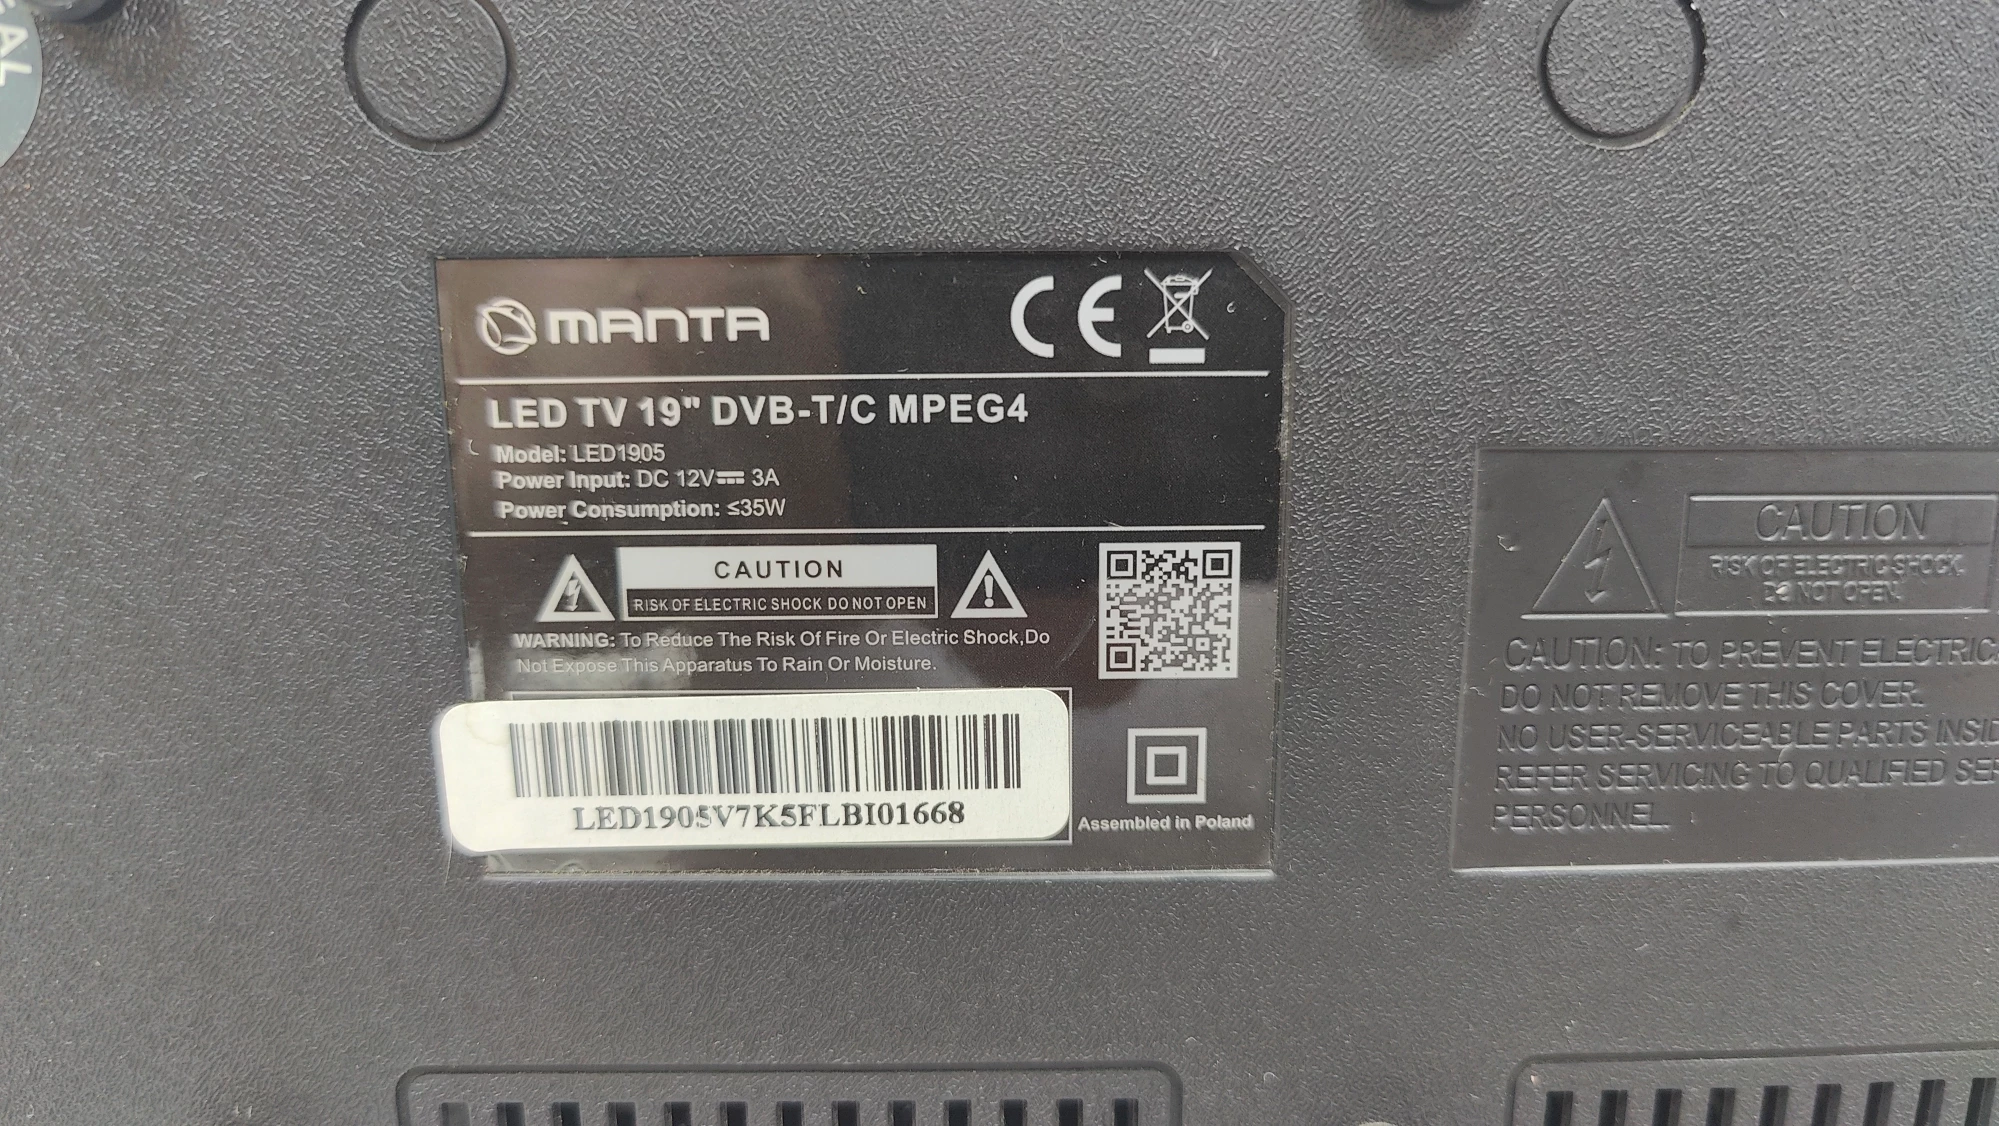 MANTA
CE
LED TV 19" DVB-T/C MPEG4
Model: LED1905
Power Input: DC 12V⎓ 3A
Power Consumption: ≤35W
CAUTION
RISK OF ELECTRIC SHOCK DO NOT OPEN
WARNING: To Reduce The Risk Of Fire Or Electric Shock,Do
Not Expose This Apparatus To Rain Or Moisture.
LED1905V7K5FLBI01668
Assembled in Poland
CAUTION
RISK OF ELECTRIC SHOCK
DO NOT OPEN.
CAUTION: TO PREVENT ELECTRIC
DO NOT REMOVE THIS COVER.
NO USER-SERVICEABLE PARTS INSID
REFER SERVICING TO QUALIFIED SER
PERSONNEL.